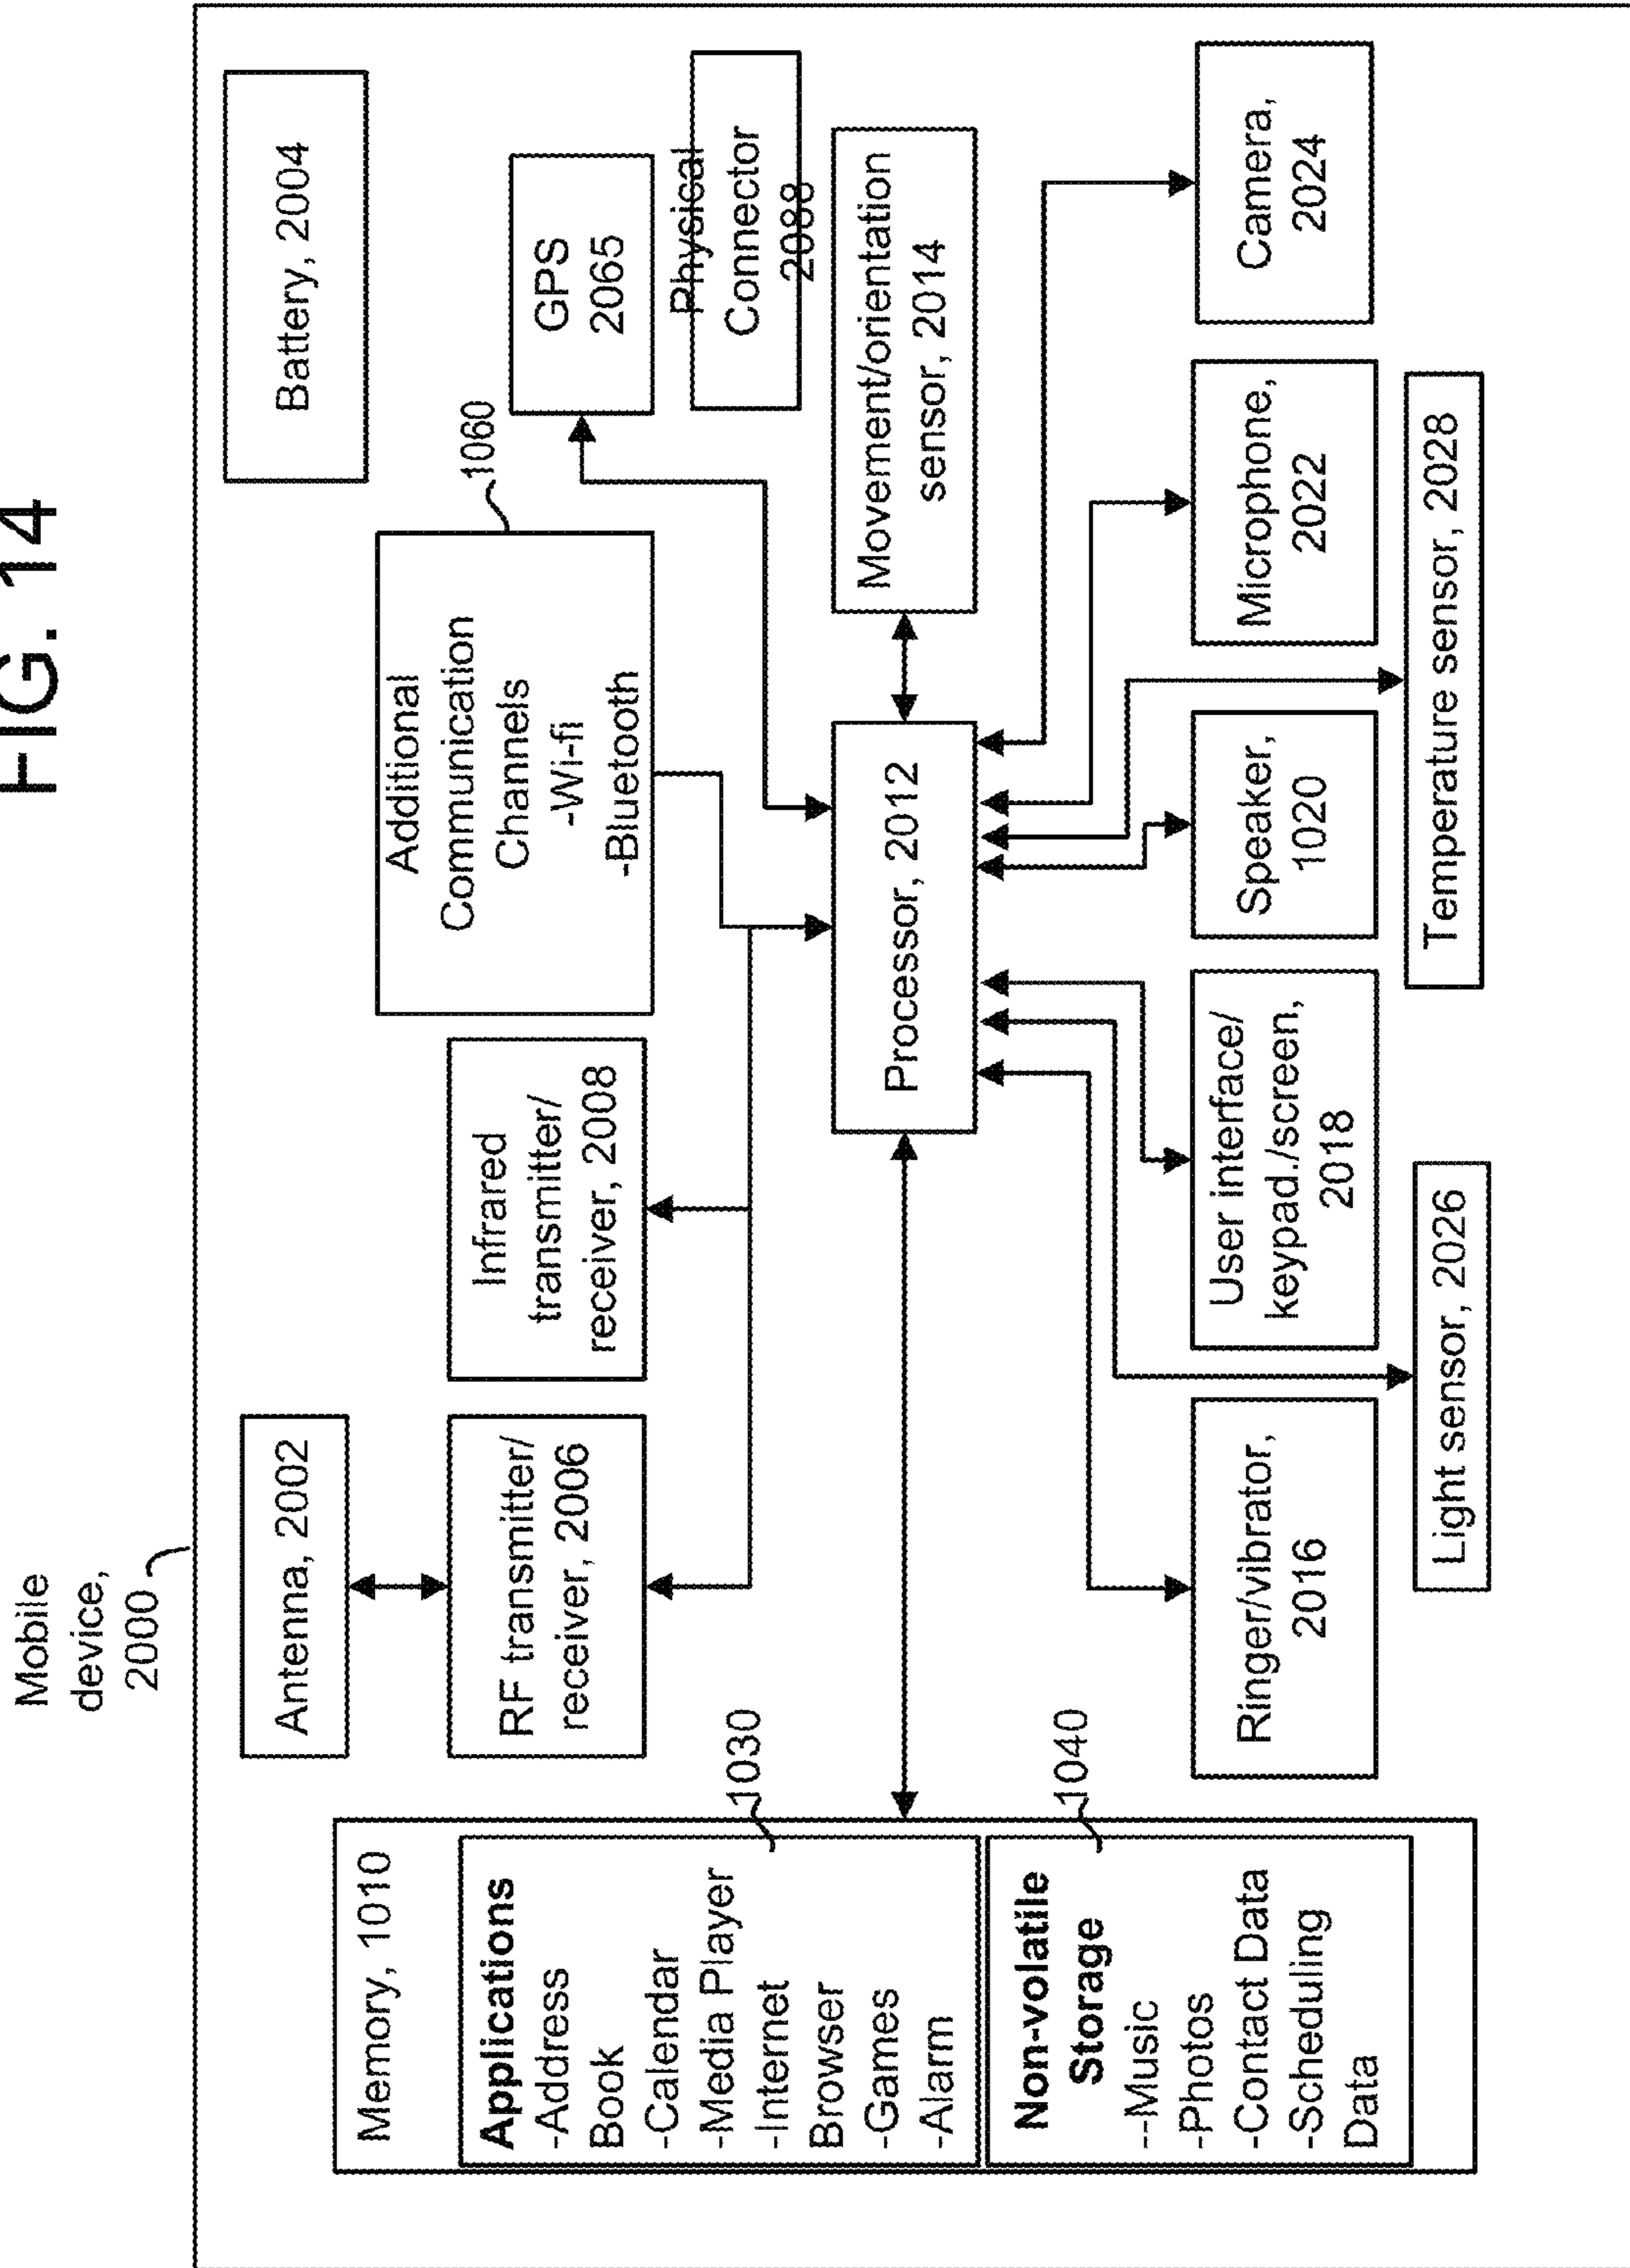 FIG. 14
Mobile
device,
2000
Antenna, 2002
Battery, 2004
RF transmitter/
receiver, 2006
Infrared
transmitter/
receiver, 2008
Additional
Communication
Channels
-Wi-fi
-Bluetooth
1060
GPS
2065
Physical
Connector
2088
Memory, 1010
Applications
-Address
Book
-Calendar
-Media Player
-Internet
Browser
-Games
-Alarm
1030
Non-volatile
Storage
--Music
-Photos
-Contact Data
-Scheduling
Data
1040
Processor, 2012
Movement/orientation
sensor, 2014
Ringer/vibrator,
2016
User interface/
keypad./screen,
2018
Speaker,
1020
Microphone,
2022
Camera,
2024
Light sensor, 2026
Temperature sensor, 2028